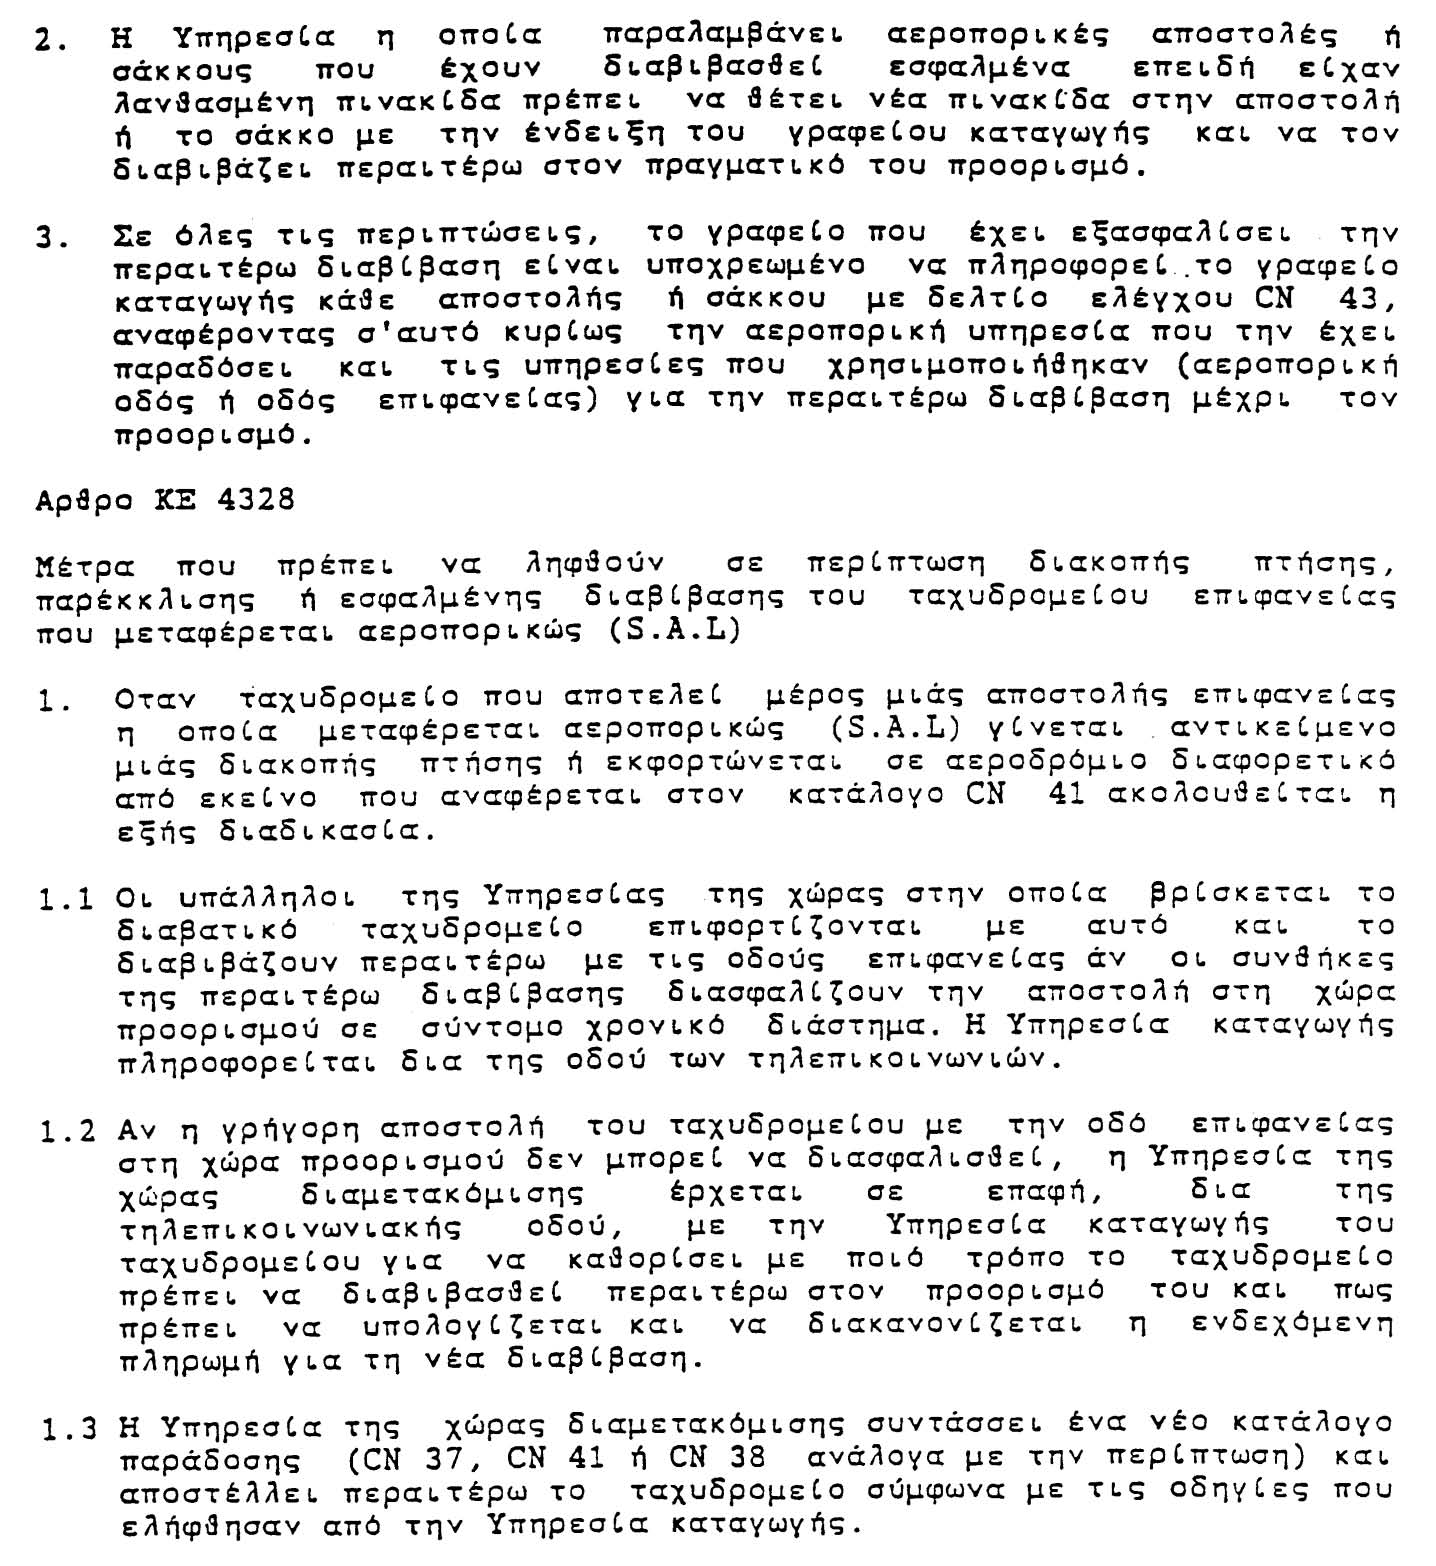 2. Η Υπηρεσία η οποία παραλαμβάνει αεροπορικές αποστολές ή
σάκκους που έχουν διαβιβασθεί εσφαλμένα επειδή είχαν
λανθασμένη πινακίδα πρέπει να θέτει νέα πινακίδα στην αποστολή
ή το σάκκο με την ένδειξη του γραφείου καταγωγής και να τον
διαβιβάζει περαιτέρω στον πραγματικό του προορισμό.
3. Σε όλες τις περιπτώσεις, το γραφείο που έχει εξασφαλίσει την
περαιτέρω διαβίβαση είναι υποχρεωμένο να πληροφορεί το γραφείο
καταγωγής κάθε αποστολής ή σάκκου με δελτίο ελέγχου CN 43,
αναφέροντας σ'αυτό κυρίως την αεροπορική υπηρεσία που την έχει
παραδόσει και τις υπηρεσίες που χρησιμοποιήθηκαν (αεροπορική
οδός ή οδός επιφανείας) για την περαιτέρω διαβίβαση μέχρι τον
προορισμό.
Αρθρο ΚΕ 4328
Μέτρα που πρέπει να ληφθούν σε περίπτωση διακοπής πτήσης,
παρέκκλισης ή εσφαλμένης διαβίβασης του ταχυδρομείου επιφανείας
που μεταφέρεται αεροπορικώς (S.A.L)
1. Οταν ταχυδρομείο που αποτελεί μέρος μιάς αποστολής επιφανείας
η οποία μεταφέρεται αεροπορικώς (S.A.L) γίνεται αντικείμενο
μιάς διακοπής πτήσης ή εκφορτώνεται σε αεροδρόμιο διαφορετικό
από εκείνο που αναφέρεται στον κατάλογο CN 41 ακολουθείται η
εξής διαδικασία.
1.1 Οι υπάλληλοι της Υπηρεσίας της χώρας στην οποία βρίσκεται το
διαβατικό ταχυδρομείο επιφορτίζονται με αυτό και το
διαβιβάζουν περαιτέρω με τις οδούς επιφανείας άν οι συνθήκες
της περαιτέρω διαβίβασης διασφαλίζουν την αποστολή στη χώρα
προορισμού σε σύντομο χρονικό διάστημα. Η Υπηρεσία καταγωγής
πληροφορείται δια της οδού των τηλεπικοινωνιών.
1.2 Αν η γρήγορη αποστολή του ταχυδρομείου με την οδό επιφανείας
στη χώρα προορισμού δεν μπορεί να διασφαλισθεί, η Υπηρεσία της
χώρας διαμετακόμισης έρχεται σε επαφή, δια της
τηλεπικοινωνιακής οδού, με την Υπηρεσία καταγωγής του
ταχυδρομείου για να καθορίσει με ποιό τρόπο το ταχυδρομείο
πρέπει να διαβιβασθεί περαιτέρω στον προορισμό του και πως
πρέπει να υπολογίζεται και να διακανονίζεται η ενδεχόμενη
πληρωμή για τη νέα διαβίβαση.
1.3 Η Υπηρεσία της χώρας διαμετακόμισης συντάσσει ένα νέο κατάλογο
παράδοσης (CN 37, CN 41 ή CN 38 ανάλογα με την περίπτωση) και
αποστέλλει περαιτέρω το ταχυδρομείο σύμφωνα με τις οδηγίες που
ελήφθησαν από την Υπηρεσία καταγωγής.